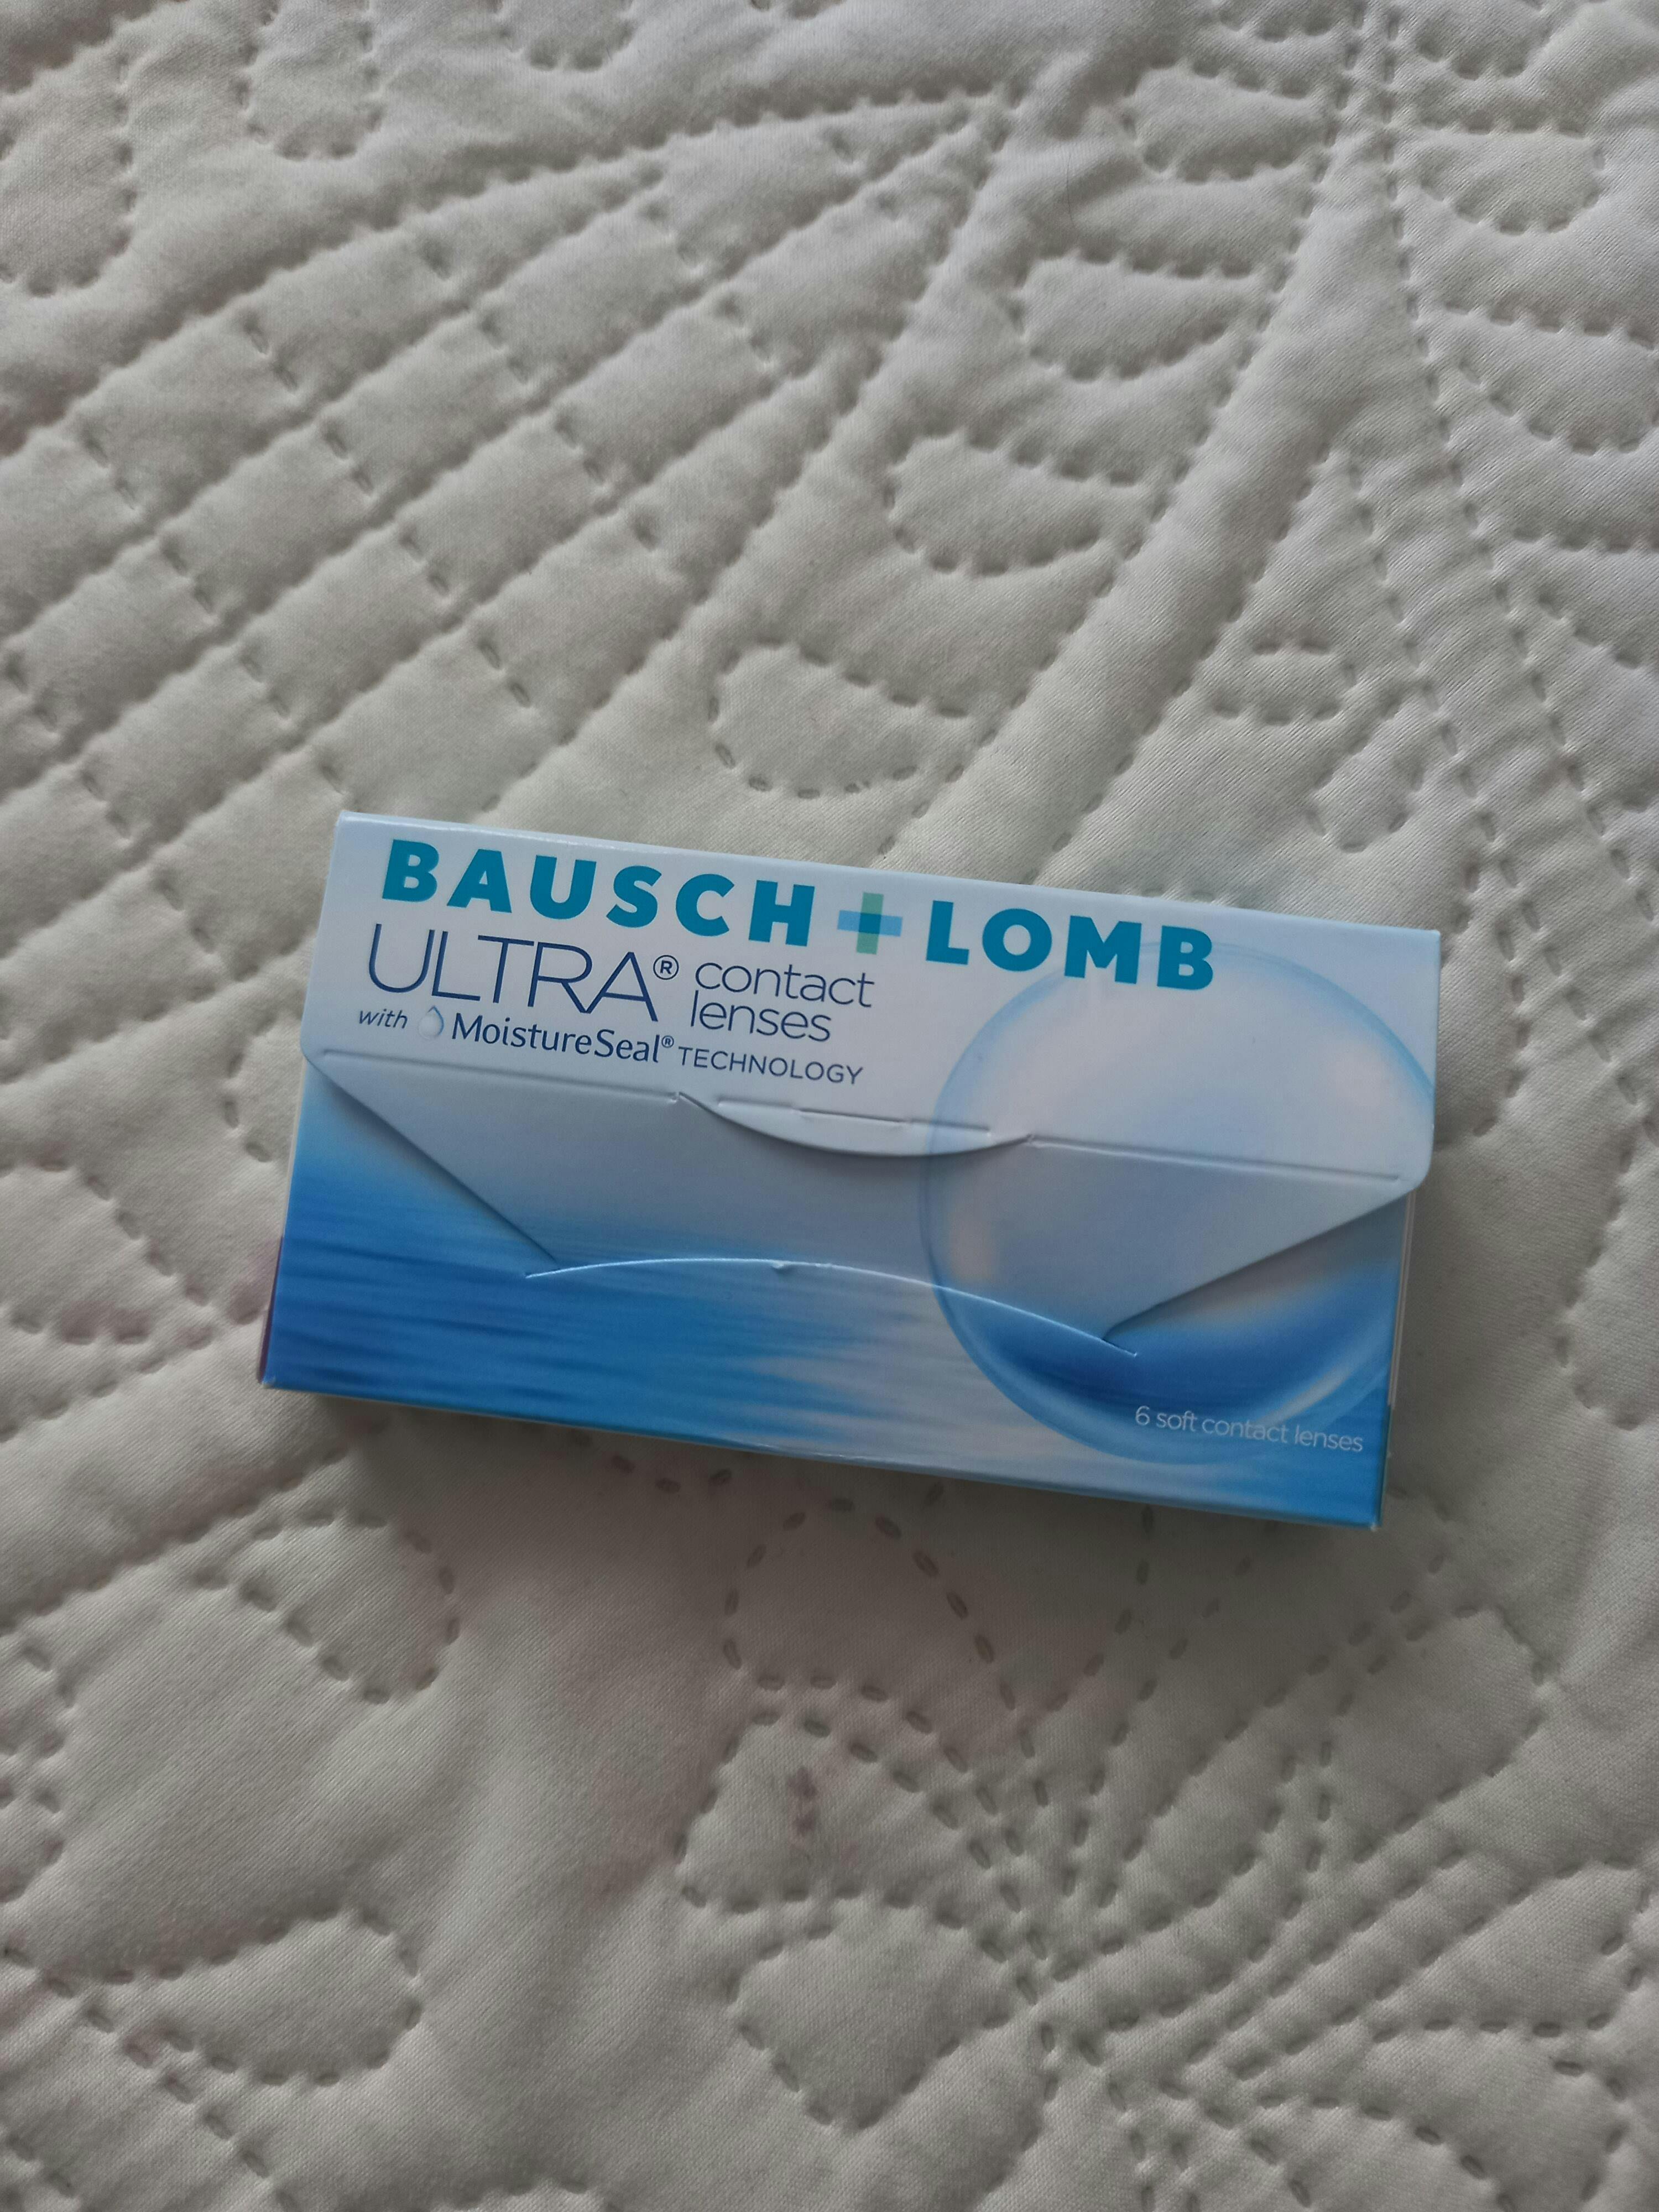 BAUSCH + LOMB
ULTRA® contact
lenses
with MoistureSeal® TECHNOLOGY
6 soft contact lenses